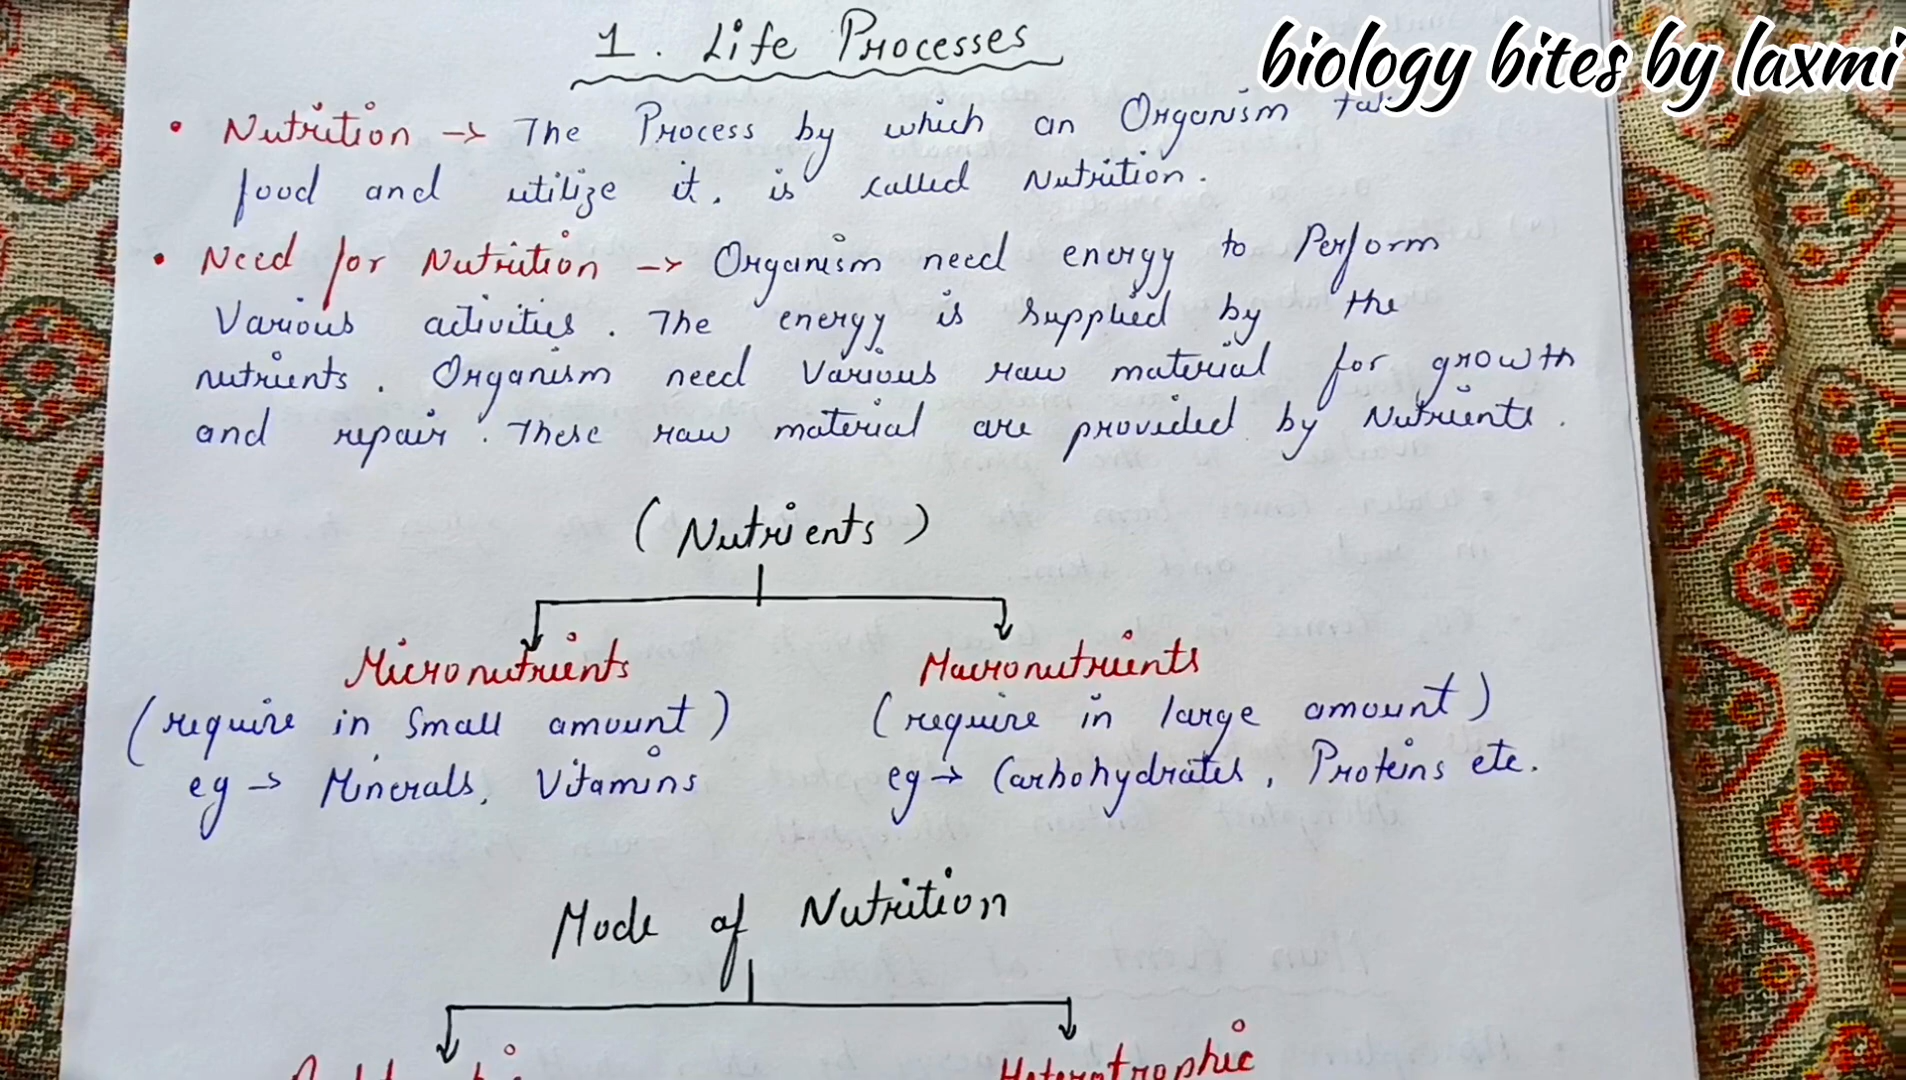 biology bites by laxmi
1. Life Processes
• Nutrition -> The Process by which an Organism
food and utilize it. is called Nutrition.
• Need for Nutrition -> Organism need energy to Perform
Various activities. The energy is supplied by the
nutrients. Organism need Various raw material for growth
and repair. These raw material are provided by Nutrients.
(Nutrients)
Micronutrients Macronutrients
(require in Small amount) (require in large amount)
eg -> Minerals, Vitamins eg -> Carbohydrates, Proteins etc.
Mode of Nutrition
Heterotrophic